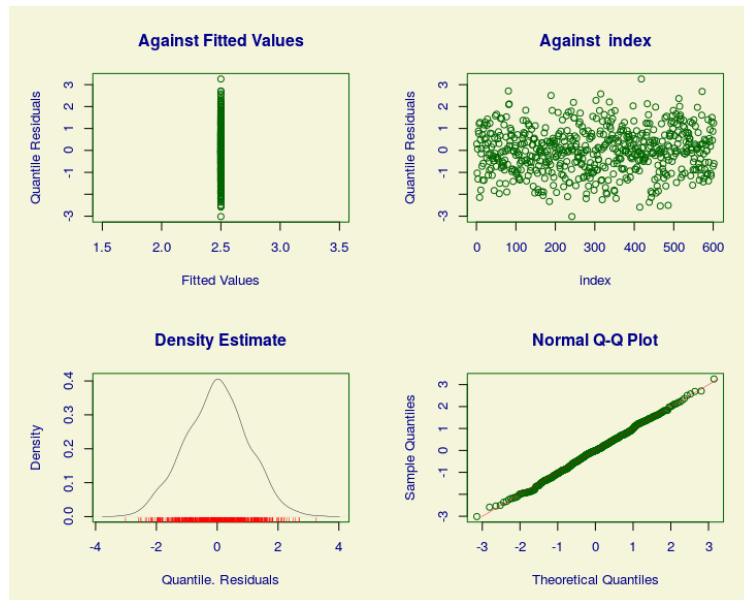 Against Fitted Values
Quantile Residuals
3
2
1
0
-1
-3
1.5 2.0 2.5 3.0 3.5
Fitted Values
Against index
Quantile Residuals
3
2
1
0
-1
-3
0 100 200 300 400 500 600
index
Density Estimate
Density
0.4
0.3
0.2
0.1
0.0
-4 -2 0 2 4
Quantile. Residuals
Normal Q-Q Plot
Sample Quantiles
3
2
1
0
-1
-3
-3 -2 -1 0 1 2 3
Theoretical Quantiles